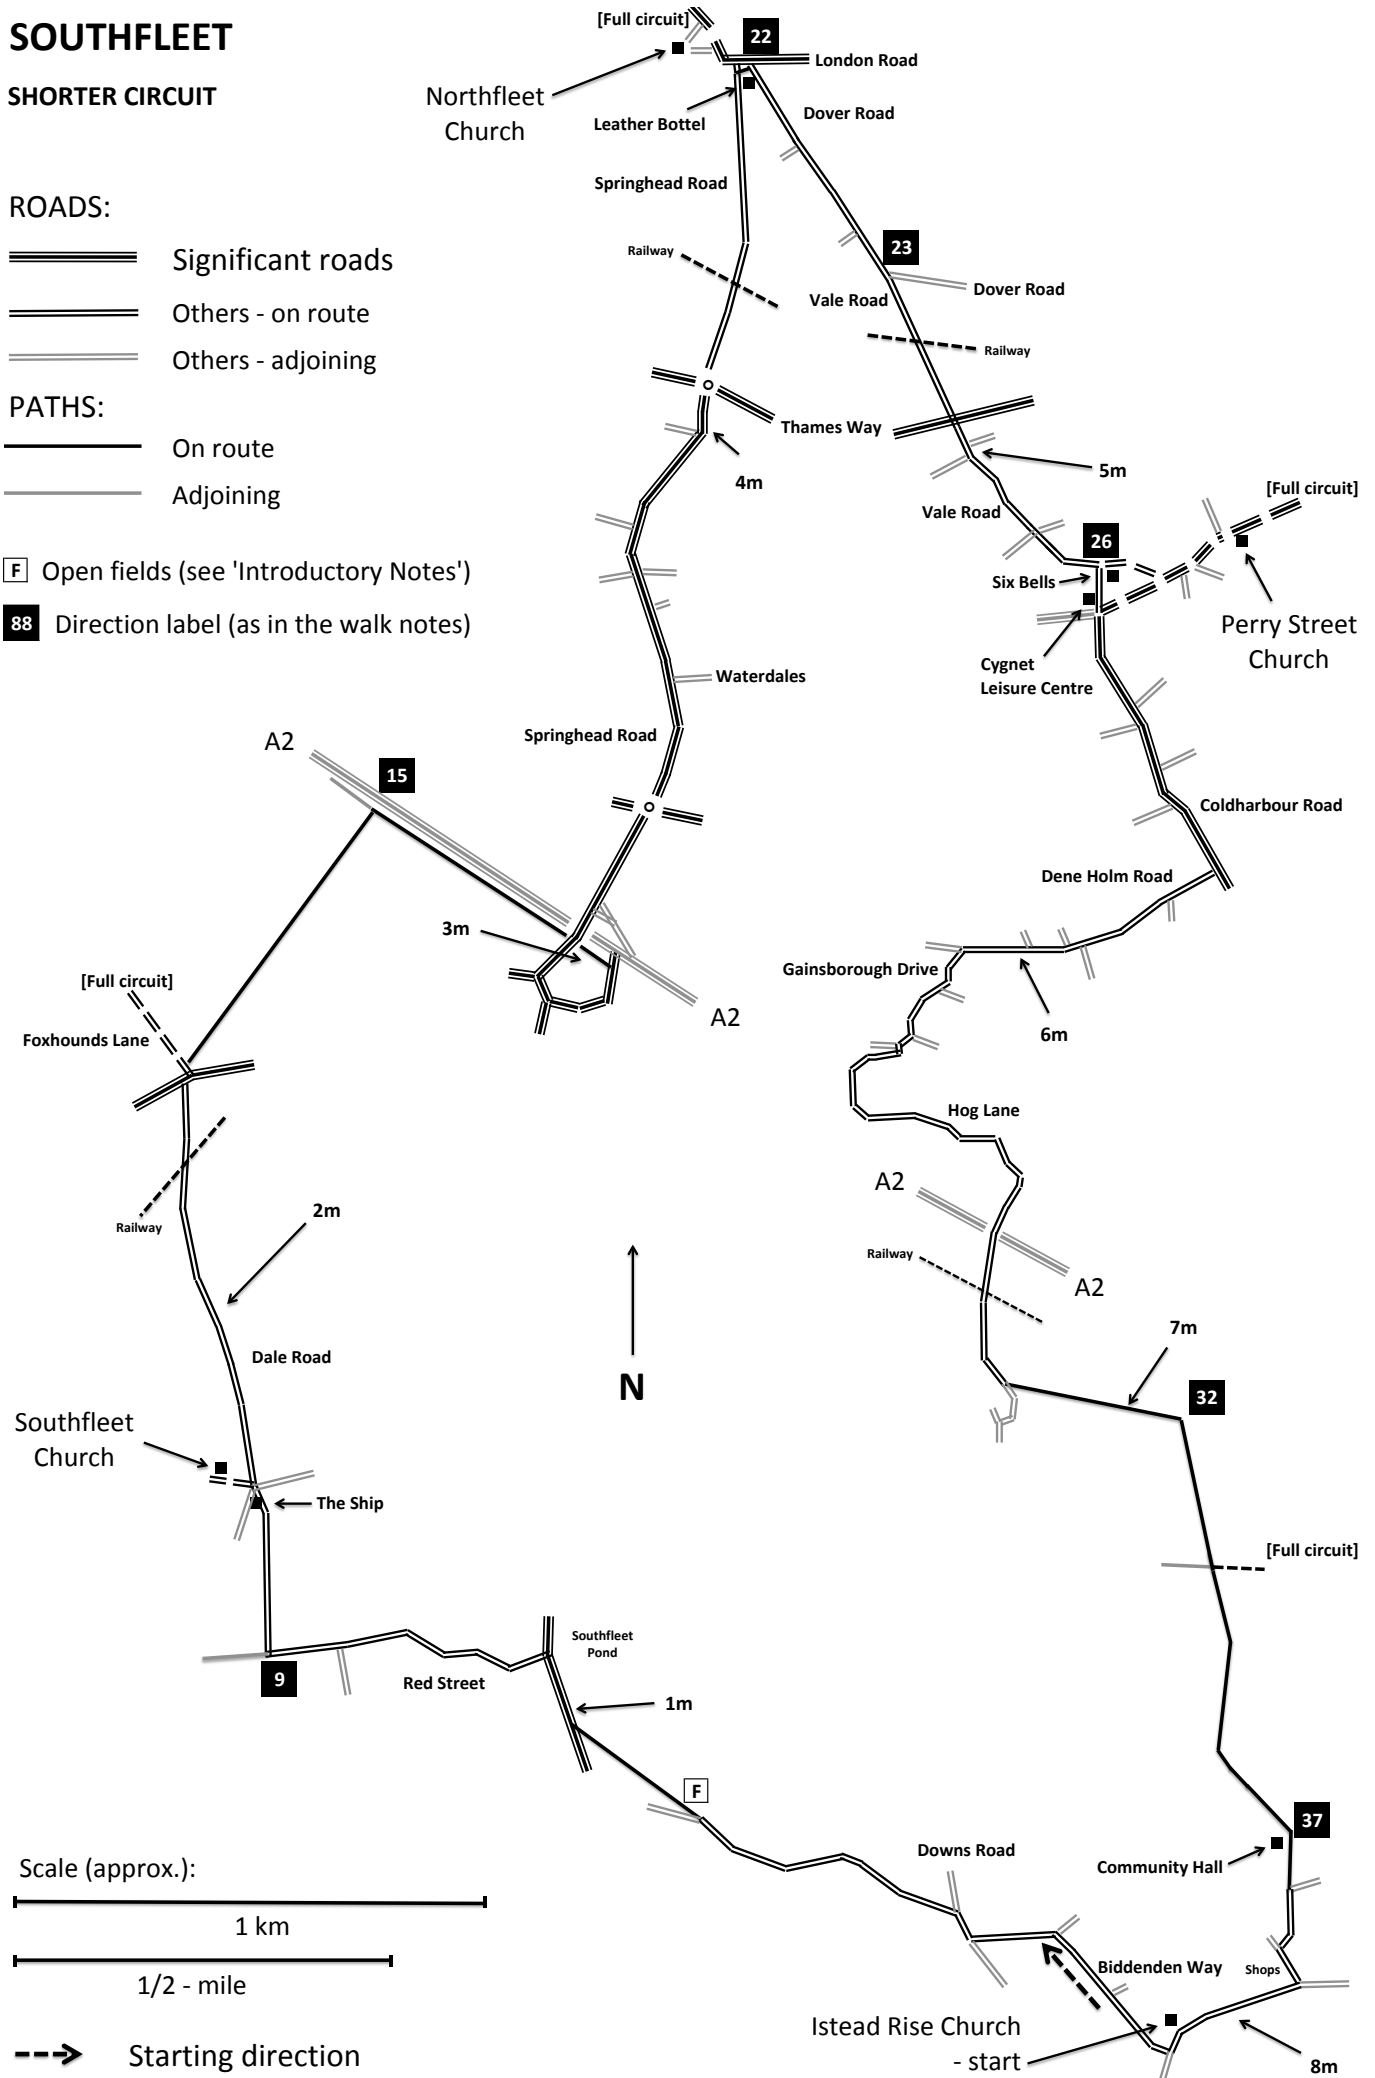 SOUTHFLEET
SHORTER CIRCUIT
[Full circuit]
22
London Road
Northfleet
Church
Leather Bottel
Dover Road
Springhead Road
ROADS:
Significant roads
Others - on route
Others - adjoining
PATHS:
On route
Adjoining
F Open fields (see 'Introductory Notes')
88 Direction label (as in the walk notes)
Railway
23
Dover Road
Vale Road
Railway
Thames Way
4m
5m
[Full circuit]
Vale Road
26
Six Bells
Perry Street
Church
Cygnet
Leisure Centre
Waterdales
Springhead Road
A2
15
Coldharbour Road
Dene Holm Road
3m
Gainsborough Drive
[Full circuit]
A2
6m
Foxhounds Lane
Hog Lane
A2
2m
Railway
Railway
A2
7m
Dale Road
N
32
Southfleet
Church
The Ship
[Full circuit]
Southfleet
Pond
9
Red Street
1m
F
37
Downs Road
Community Hall
Scale (approx.):
1 km
1/2 - mile
Biddenden Way
Shops
Istead Rise Church
- start
Starting direction
8m